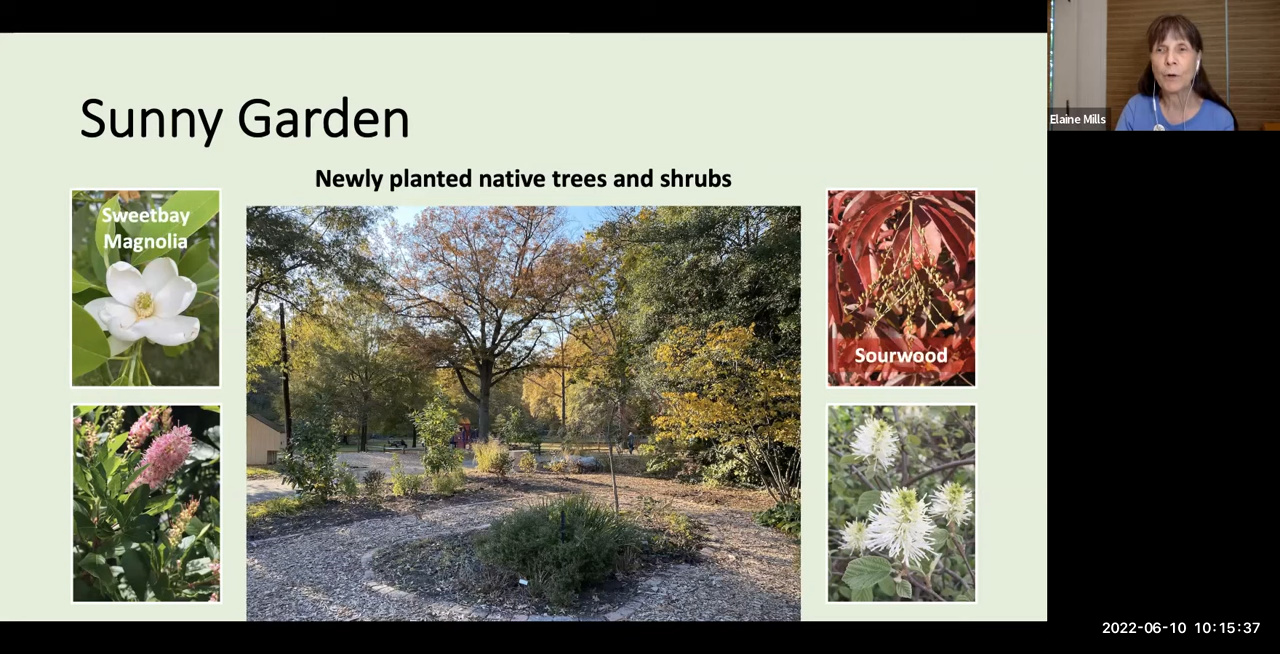 Sunny Garden
Newly planted native trees and shrubs
Sweetbay
Magnolia
Sourwood
Elaine Mills
2022-06-10 10:15:37